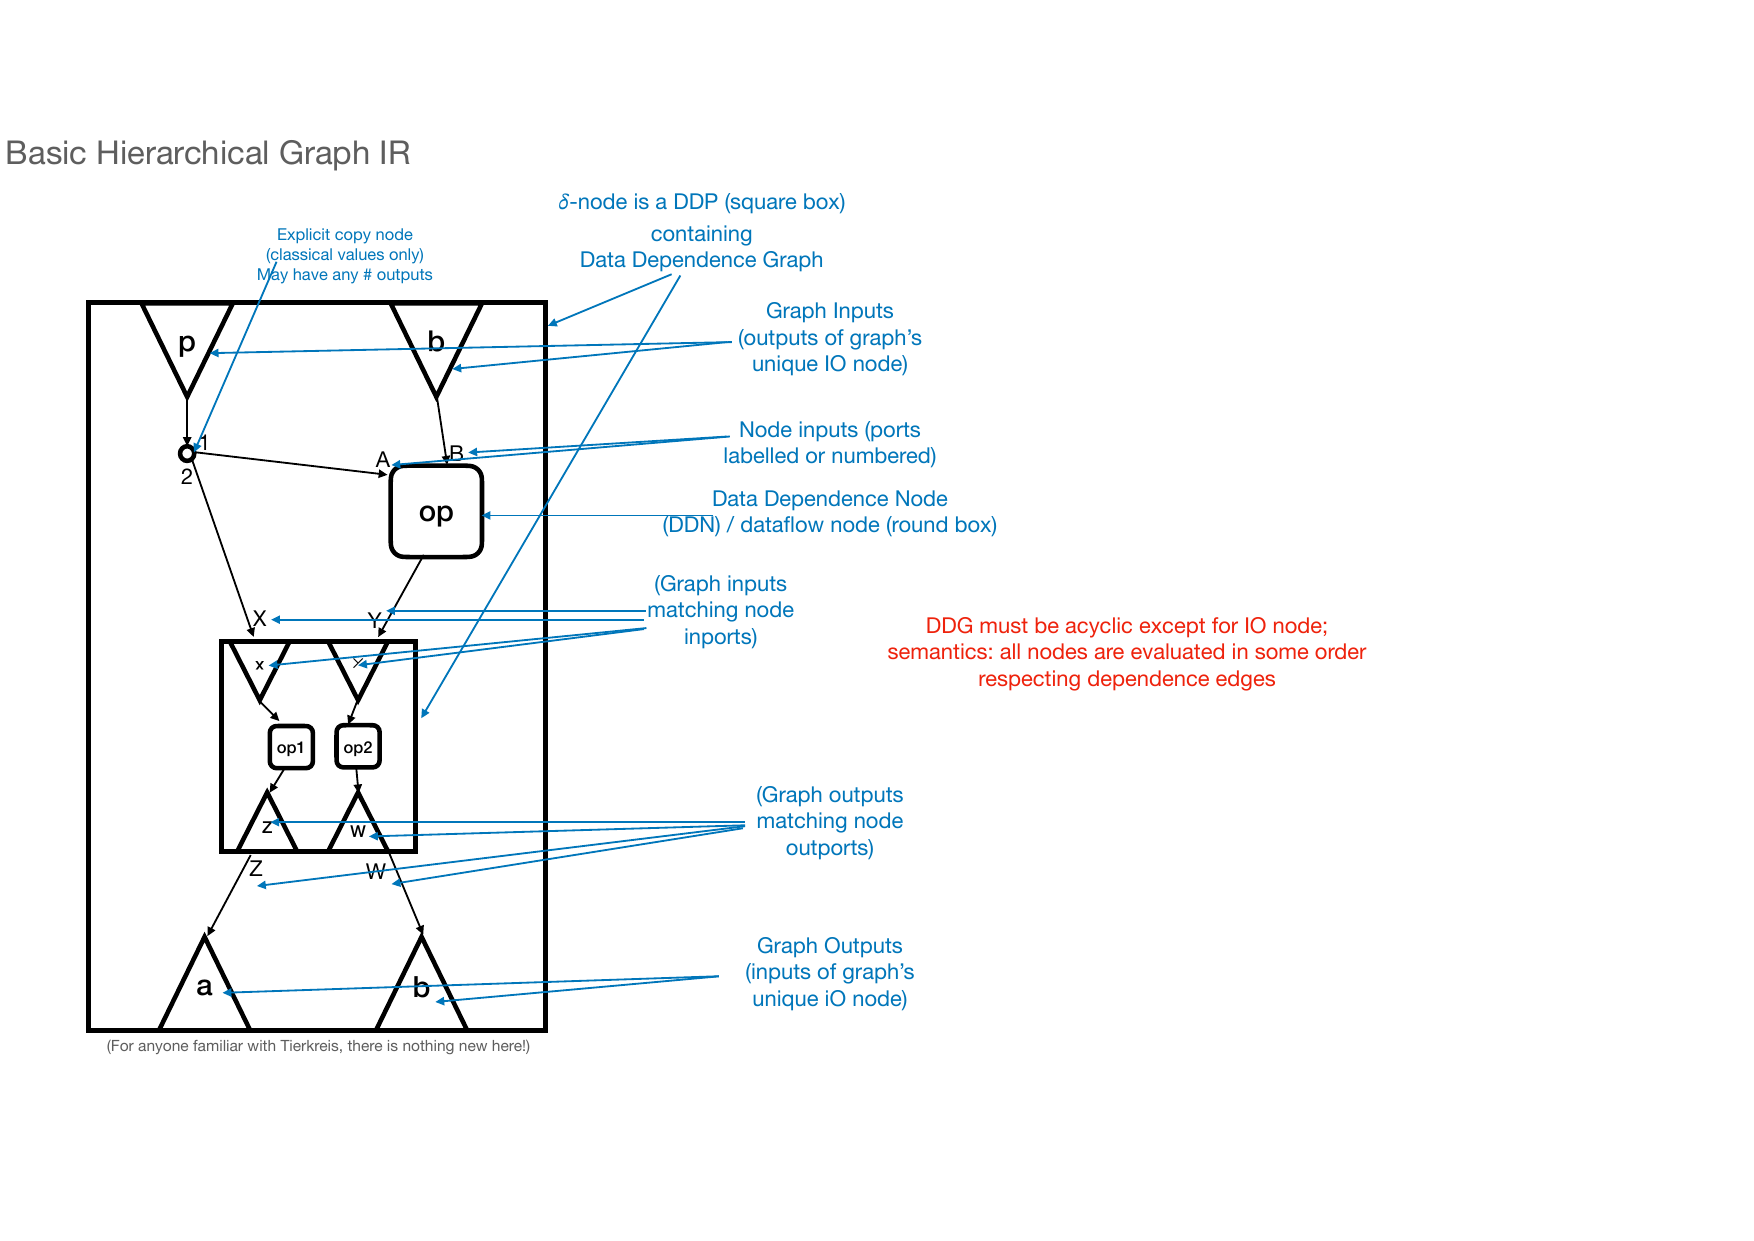 Basic Hierarchical Graph IR
δ-node is a DDP (square box)
containing
Data Dependence Graph
Explicit copy node
(classical values only)
May have any # outputs
Graph Inputs
(outputs of graph’s
unique IO node)
p
b
Node inputs (ports
labelled or numbered)
1
2
A
B
op
Data Dependence Node
(DDN) / dataflow node (round box)
(Graph inputs
matching node
inports)
X
Y
x
DDG must be acyclic except for IO node;
semantics: all nodes are evaluated in some order
respecting dependence edges
op1
op2
(Graph outputs
matching node
outports)
z
w
Z
W
Graph Outputs
(inputs of graph’s
unique iO node)
a
b
(For anyone familiar with Tierkreis, there is nothing new here!)